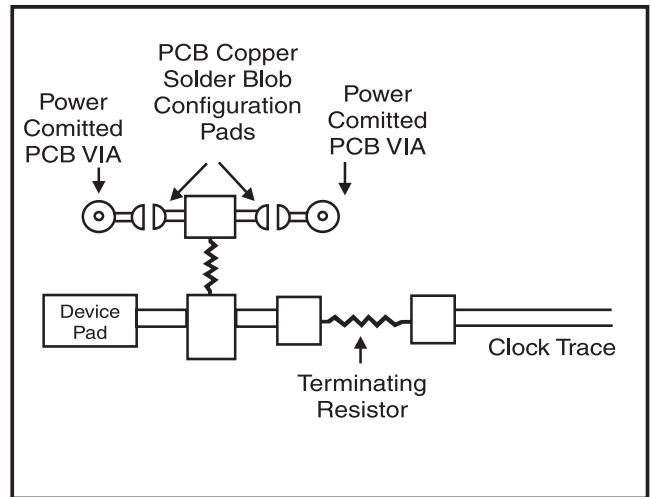 PCB Copper
Solder Blob
Configuration
Pads
Power
Comitted
PCB VIA
Power
Comitted
PCB VIA
Device
Pad
Clock Trace
Terminating
Resistor